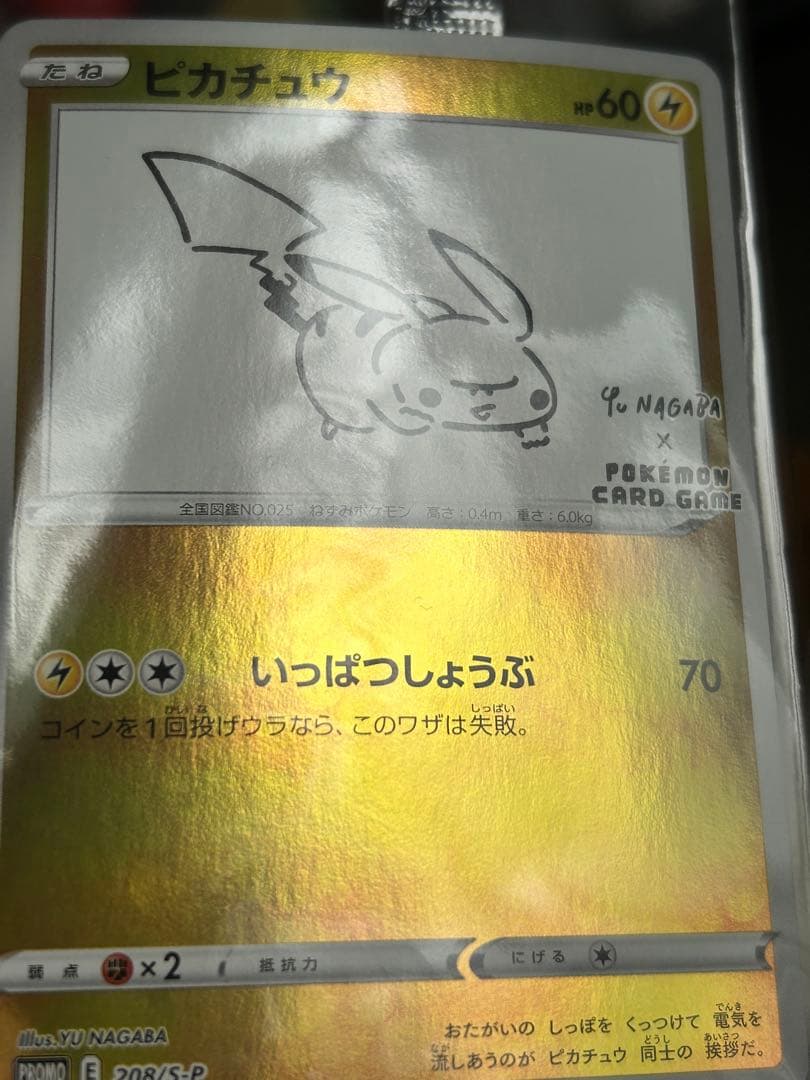 たね ピカチュウ HP60
YU NAGABA
×
POKÉMON
CARD GAME
全国図鑑NO.025 ねずみポケモン 高さ：0.4m 重さ：6.0kg
いっぱつしょうぶ 70
コインを1回投げウラなら、このワザは失敗。
弱点 ×2 抵抗力 にげる
Illus.YU NAGABA
おたがいの しっぽを くっつけて 電気を
流しあうのが ピカチュウ 同士の 挨拶だ。
PROMO E 208/S-P